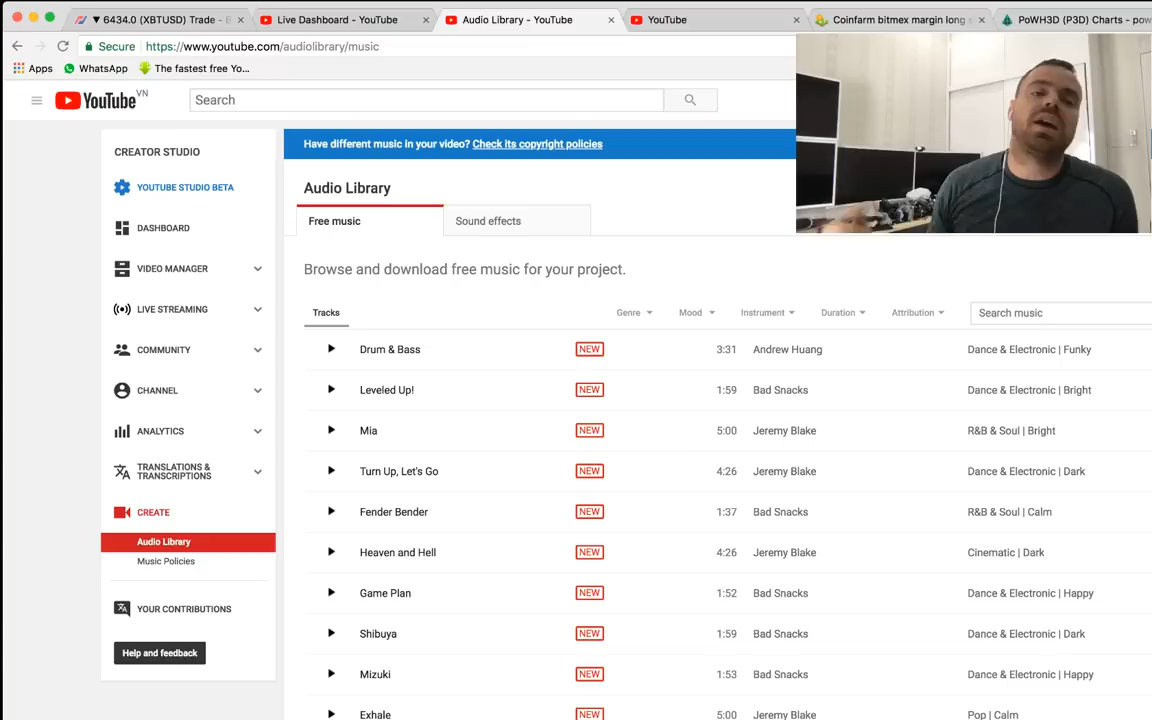 6434.0 (XBTUSD) Trade - B
Live Dashboard - YouTube
Audio Library - YouTube
YouTube
Coinfarm bitmex margin long
PoWH3D (P3D) Charts - pow
Secure https://www.youtube.com/audiolibrary/music
Apps WhatsApp The fastest free Yo...
YouTube VN
Search
CREATOR STUDIO
YOUTUBE STUDIO BETA
DASHBOARD
VIDEO MANAGER
LIVE STREAMING
COMMUNITY
CHANNEL
ANALYTICS
TRANSLATIONS &
TRANSCRIPTIONS
CREATE
Audio Library
Music Policies
YOUR CONTRIBUTIONS
Help and feedback
Have different music in your video? Check its copyright policies
Audio Library
Free music Sound effects
Browse and download free music for your project.
Tracks Genre Mood Instrument Duration Attribution Search music
Drum & Bass NEW 3:31 Andrew Huang Dance & Electronic | Funky
Leveled Up! NEW 1:59 Bad Snacks Dance & Electronic | Bright
Mia NEW 5:00 Jeremy Blake R&B & Soul | Bright
Turn Up, Let's Go NEW 4:26 Jeremy Blake Dance & Electronic | Dark
Fender Bender NEW 1:37 Bad Snacks R&B & Soul | Calm
Heaven and Hell NEW 4:26 Jeremy Blake Cinematic | Dark
Game Plan NEW 1:52 Bad Snacks Dance & Electronic | Happy
Shibuya NEW 1:59 Bad Snacks Dance & Electronic | Dark
Mizuki NEW 1:53 Bad Snacks Dance & Electronic | Happy
Exhale NEW 5:00 Jeremy Blake Pop | Calm